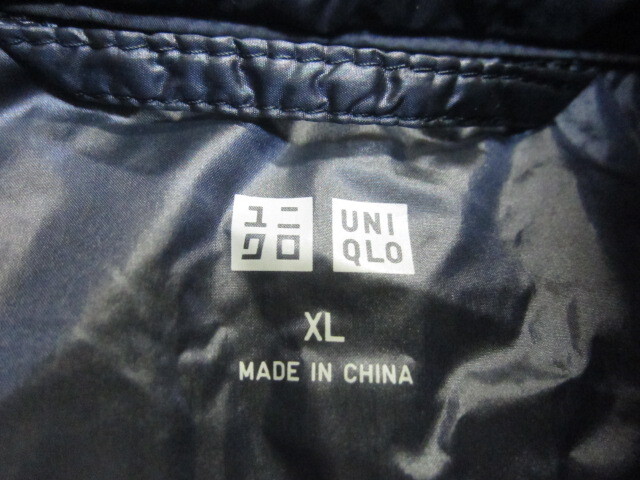 ユニ UNI
クロ QLO
XL
MADE IN CHINA